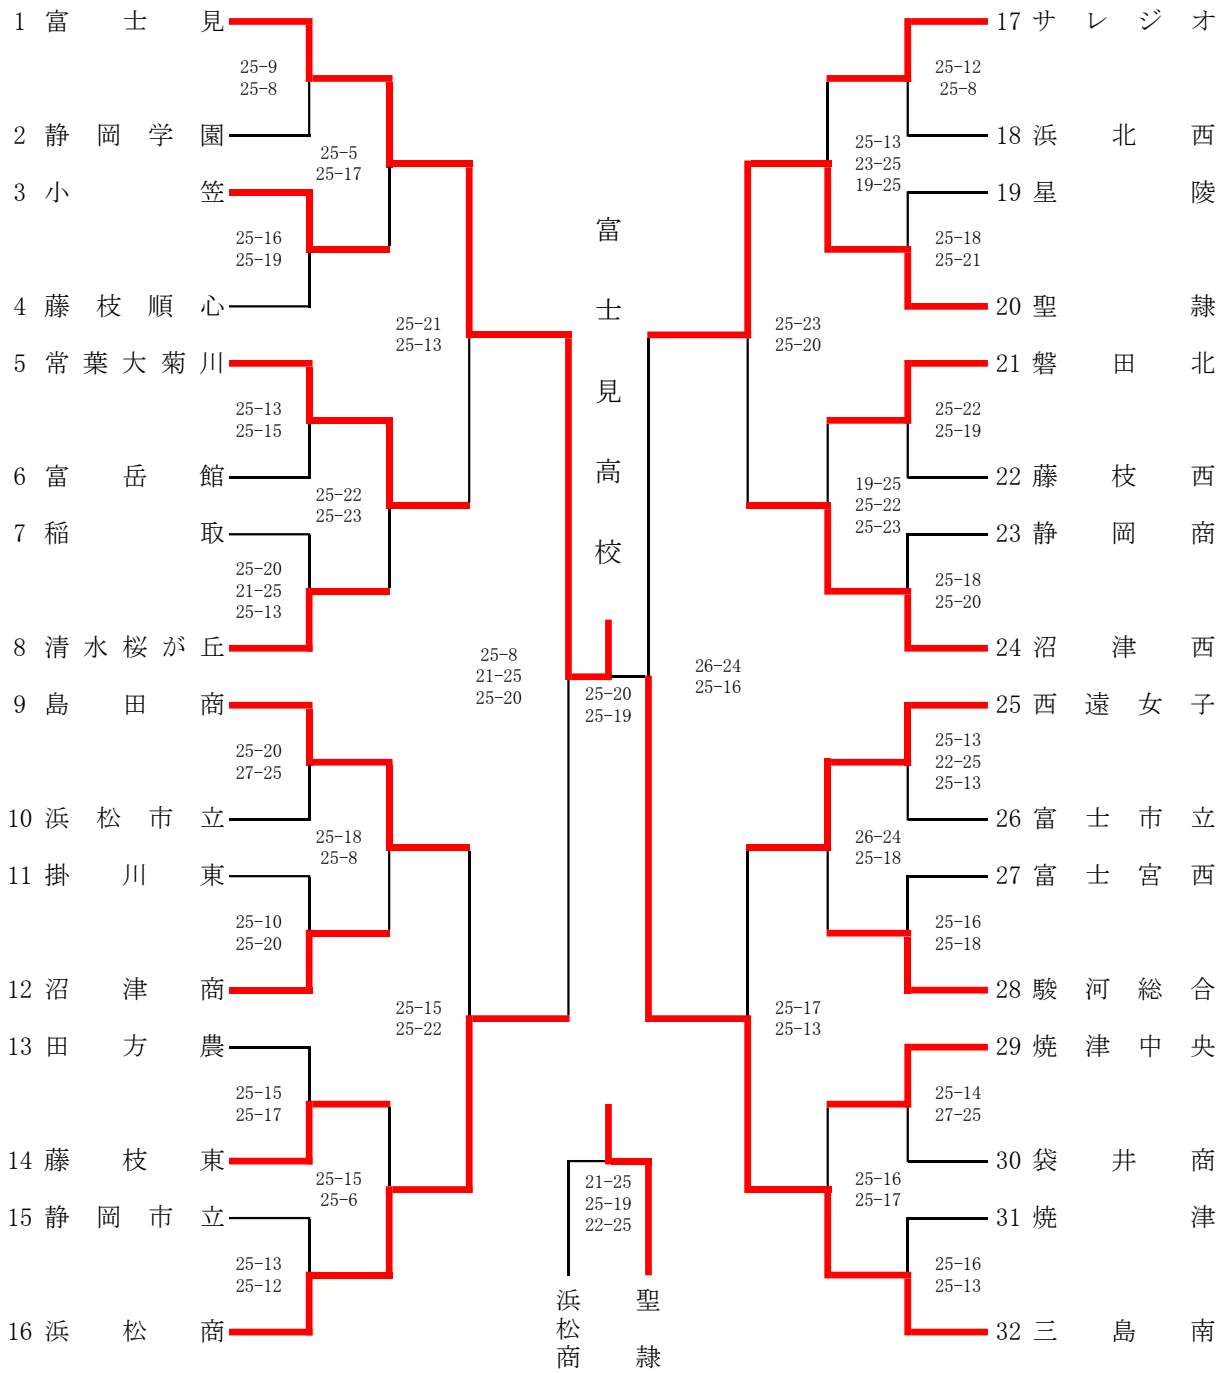 1 富士見
25-9
25-8
2 静岡学園
25-5
25-17
3 小笠
25-16
25-19
4 藤枝順心
25-21
25-13
5 常葉大菊川
25-13
25-15
6 富岳館
25-22
25-23
7 稲取
25-20
21-25
25-13
8 清水桜が丘
25-8
21-25
25-20
9 島田商
25-20
27-25
10 浜松市立
25-18
25-8
11 掛川東
25-10
25-20
12 沼津商
25-15
25-22
13 田方農
25-15
25-17
14 藤枝東
25-15
25-6
15 静岡市立
25-13
25-12
16 浜松商
富士見高校
25-20
25-19
21-25
25-19
22-25
浜松商
聖隷
17 サレジオ
25-12
25-8
18 浜北西
25-13
23-25
19-25
19 星陵
25-18
25-21
20 聖隷
25-23
25-20
21 磐田北
25-22
25-19
22 藤枝西
19-25
25-22
25-23
23 静岡商
25-18
25-20
24 沼津西
26-24
25-16
25 西遠女子
25-13
22-25
25-13
26 富士市立
26-24
25-18
27 富士宮西
25-16
25-18
28 駿河総合
25-17
25-13
29 焼津中央
25-14
27-25
30 袋井商
25-16
25-17
31 焼津
25-16
25-13
32 三島南